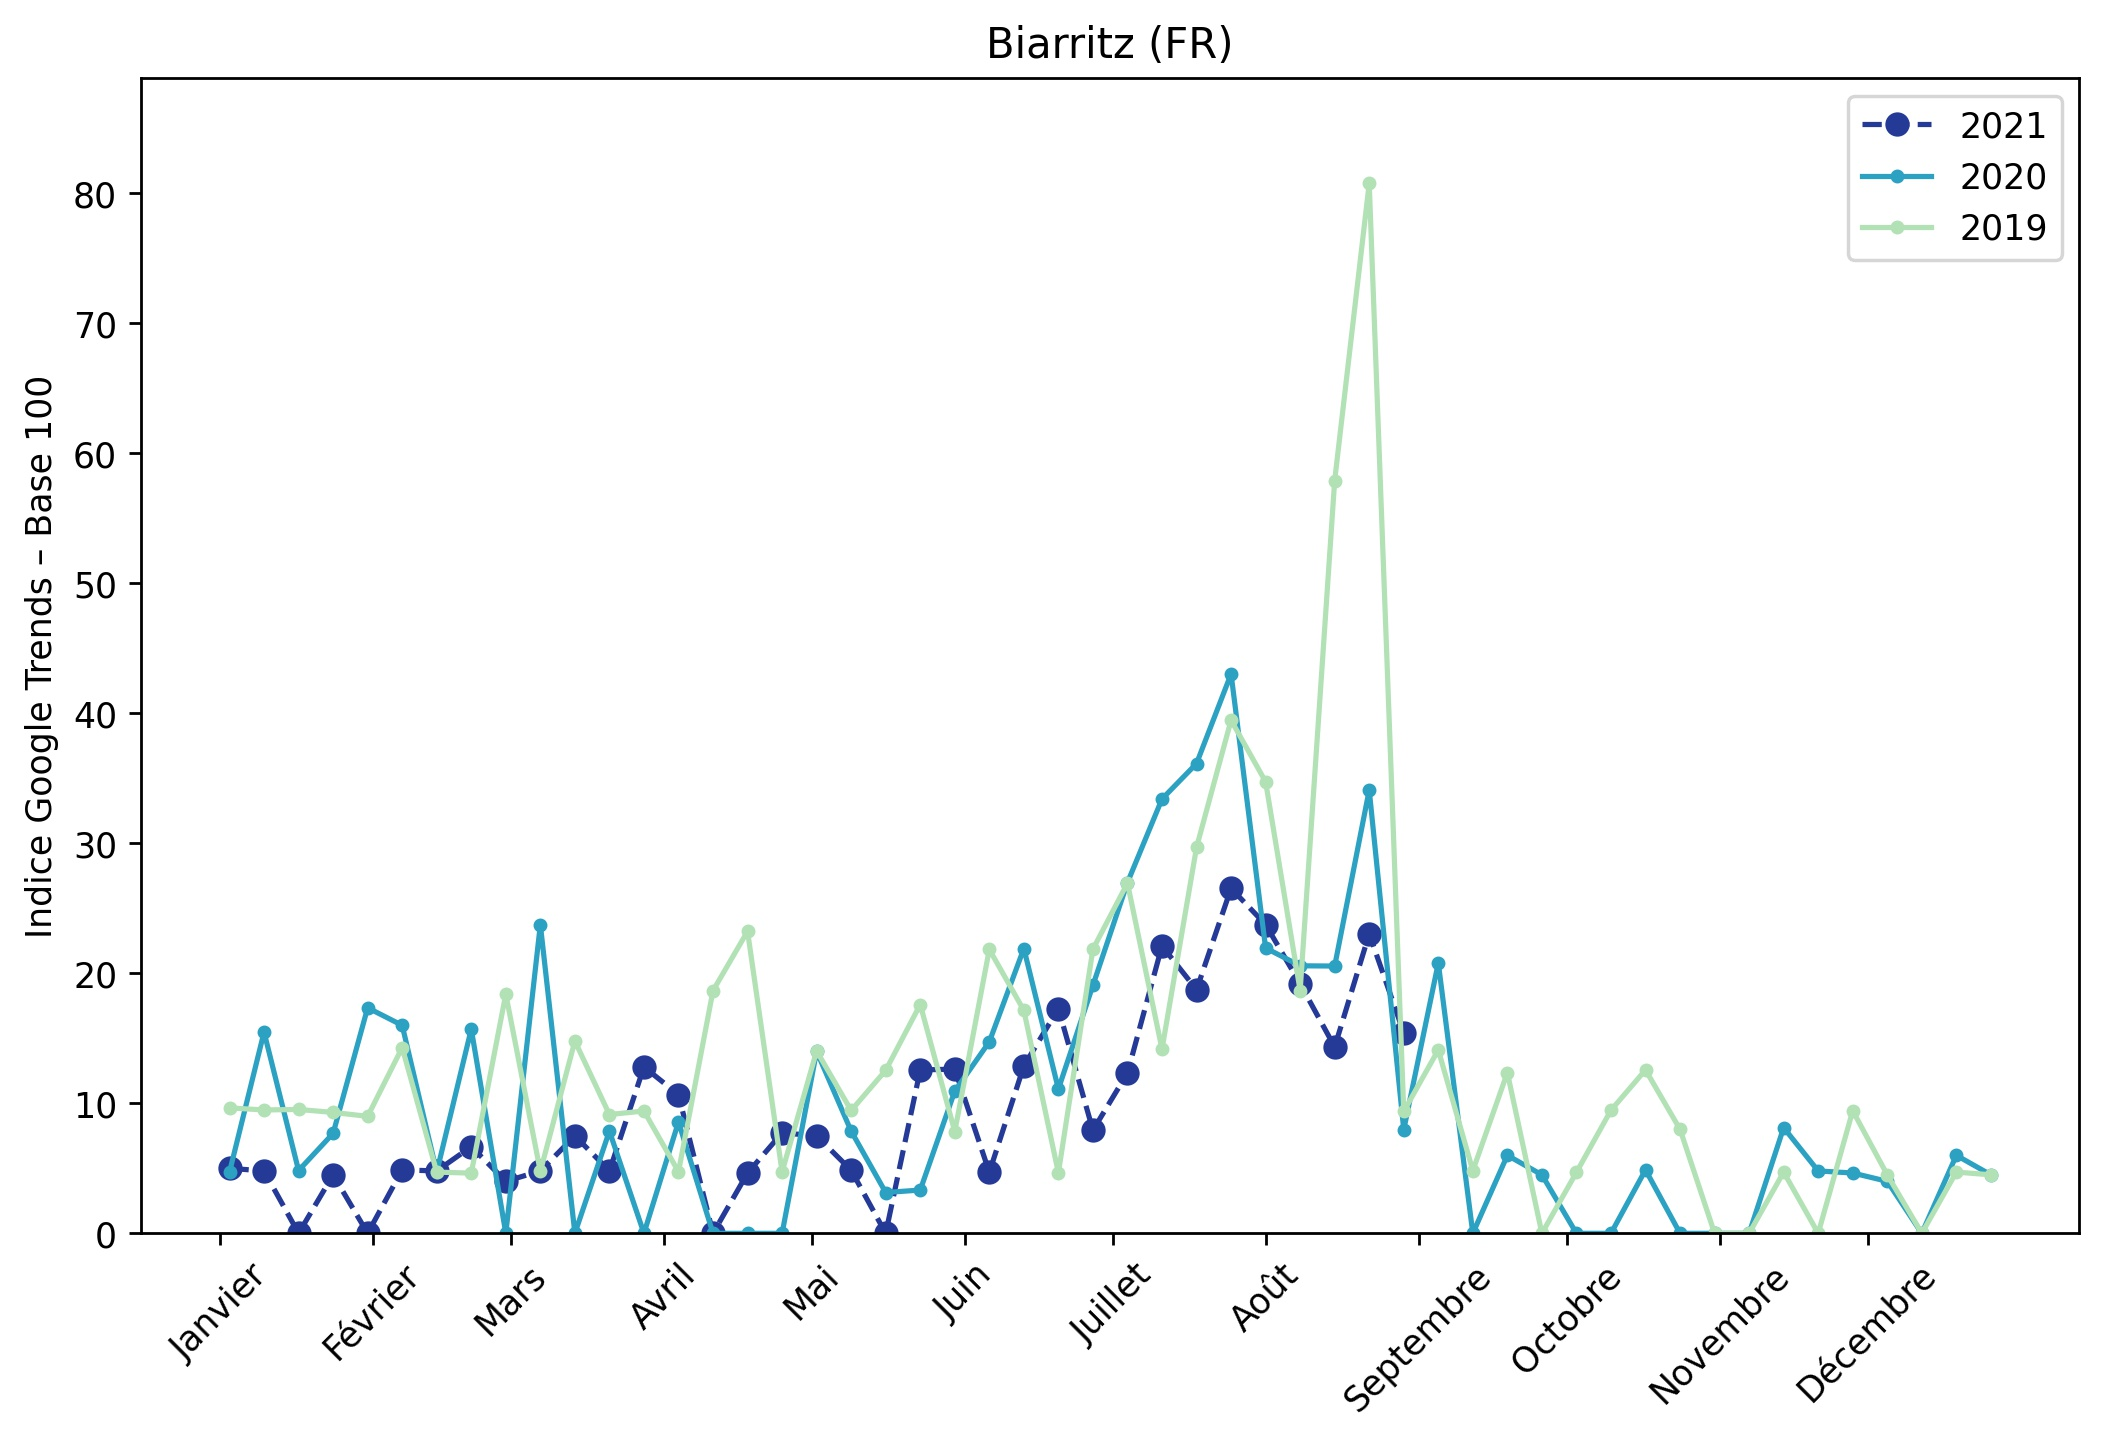 Biarritz (FR)
2021
2020
2019
Indice Google Trends – Base 100
80
70
60
50
40
30
20
10
0
Janvier
Février
Mars
Avril
Mai
Juin
Juillet
Août
Septembre
Octobre
Novembre
Décembre